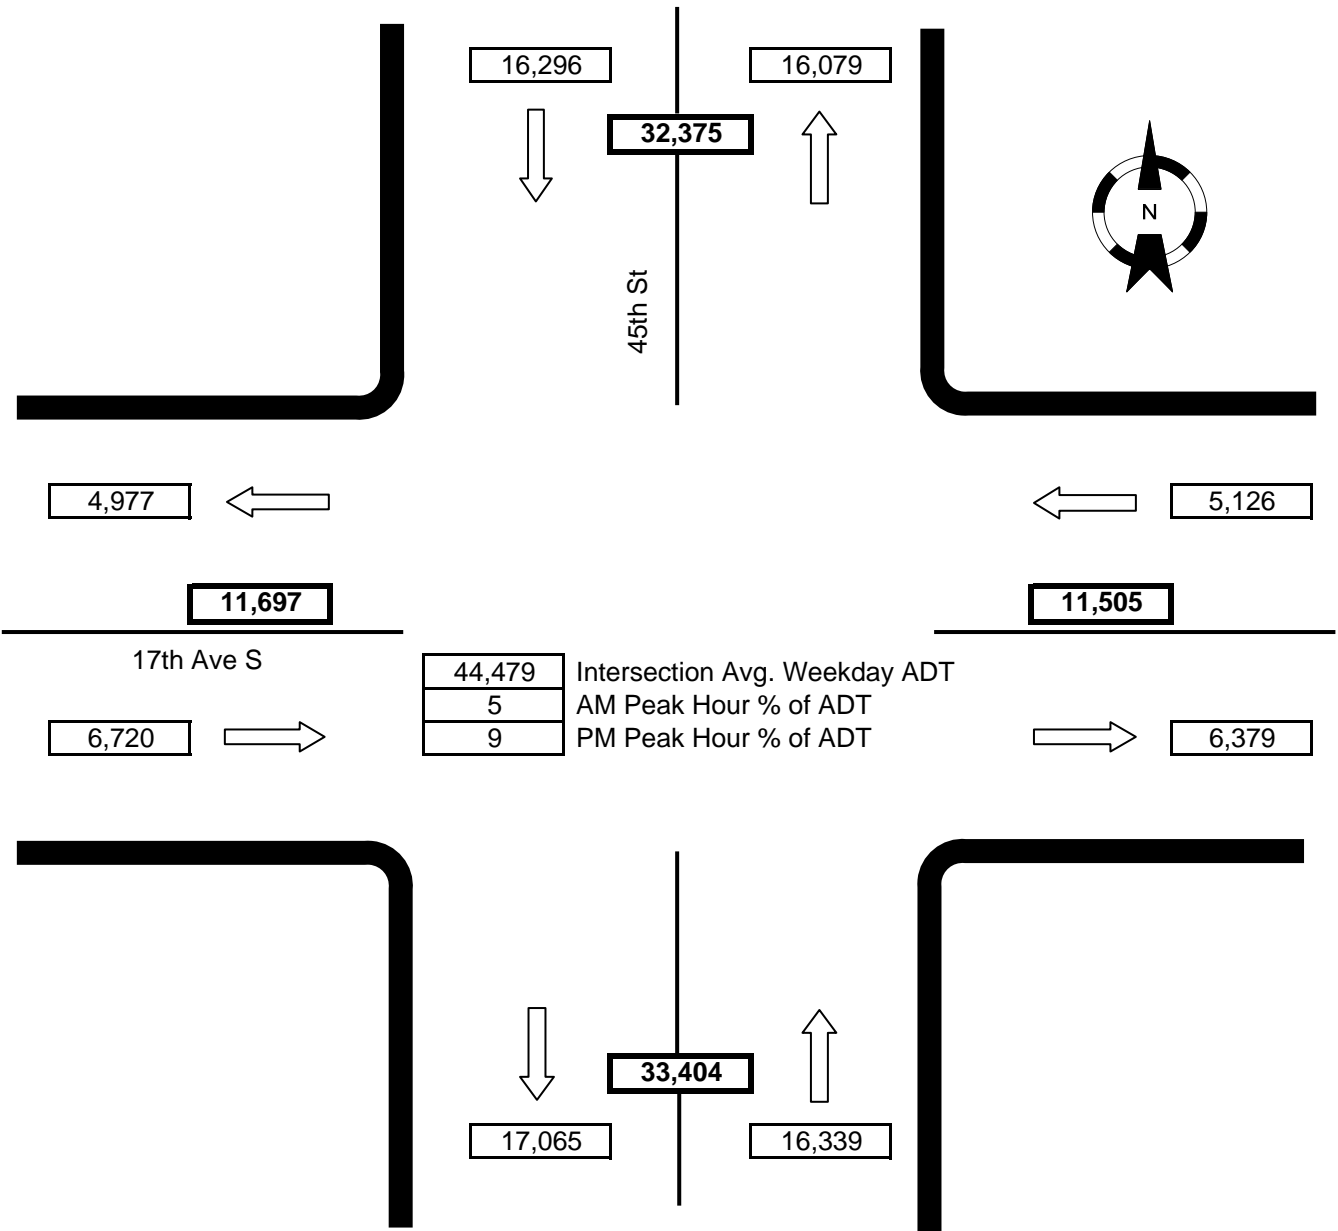 16,296
16,079
32,375
N
45th St
4,977
5,126
11,697
11,505
17th Ave S
44,479 Intersection Avg. Weekday ADT
5 AM Peak Hour % of ADT
9 PM Peak Hour % of ADT
6,720
6,379
33,404
17,065
16,339